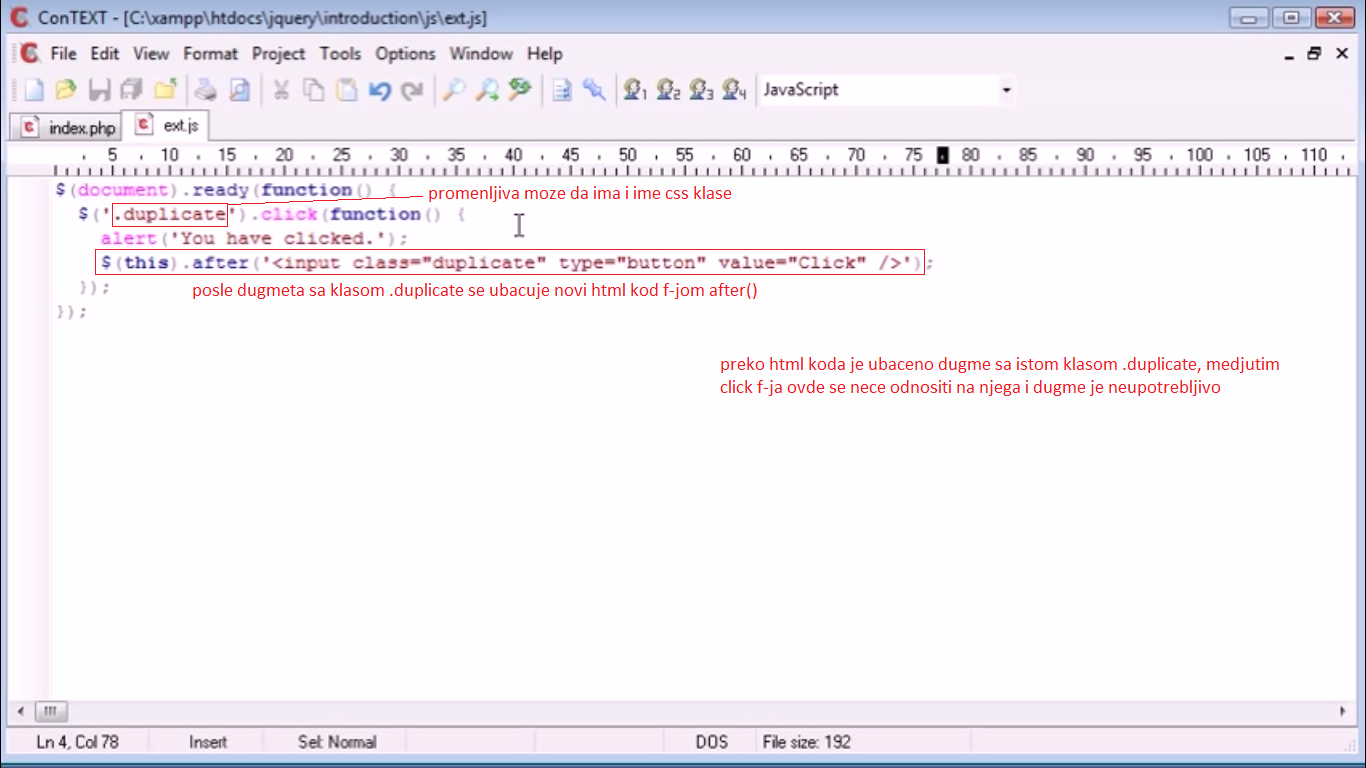 ConTEXT - [C:\xampp\htdocs\jquery\introduction\js\ext.js]
File Edit View Format Project Tools Options Window Help
1 2 3 4 JavaScript
index.php ext.js
5 10 15 20 25 30 35 40 45 50 55 60 65 70 75 80 85 90 95 100 105 110
$(document).ready(function() {
promenljiva moze da ima i ime css klase
$('.duplicate').click(function() {
alert('You have clicked.');
$(this).after('<input class="duplicate" type="button" value="Click" />');
});
posle dugmeta sa klasom .duplicate se ubacuje novi html kod f-jom after()
});
preko html koda je ubaceno dugme sa istom klasom .duplicate, medjutim
click f-ja ovde se nece odnositi na njega i dugme je neupotrebljivo
Ln 4, Col 78 Insert Sel: Normal DOS File size: 192